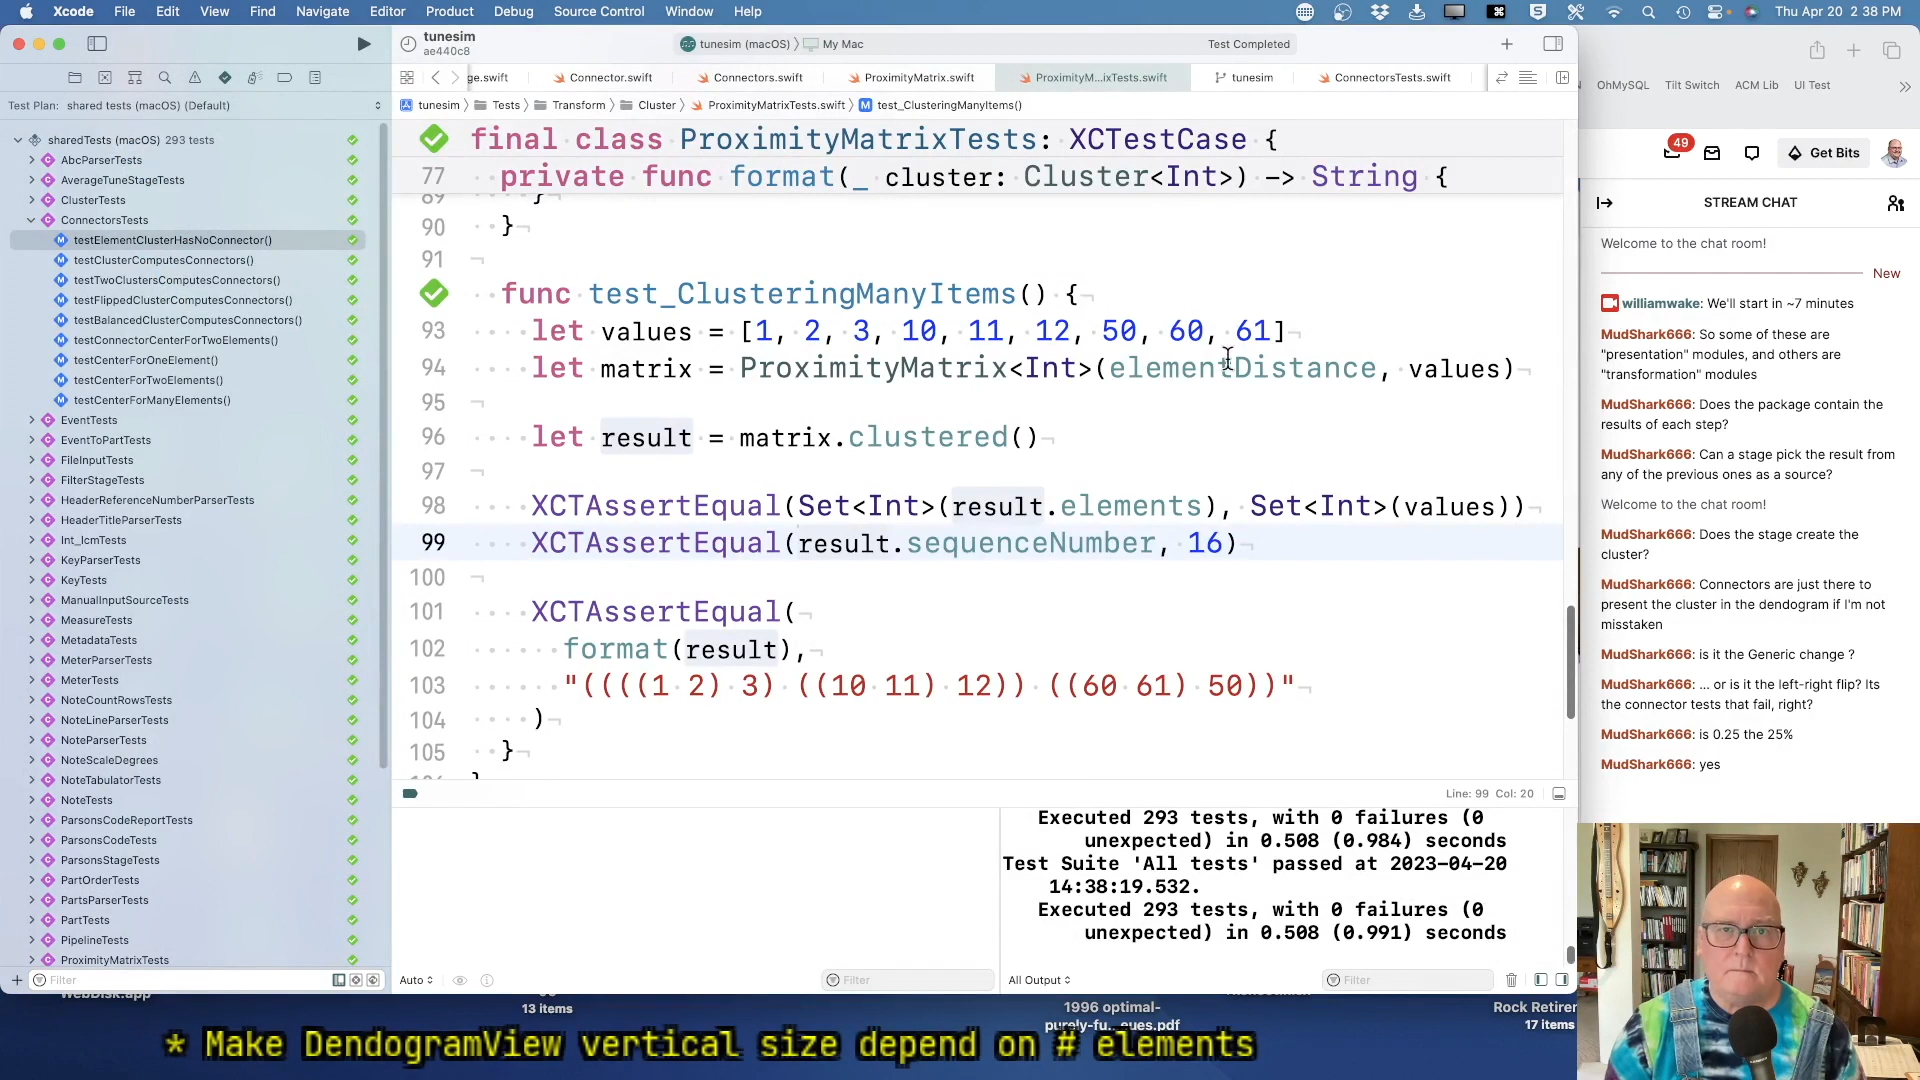 Xcode File Edit View Find Navigate Editor Product Debug Source Control Window Help Thu Apr 20 2:38 PM
tunesim
ae440c8
tunesim (macOS) My Mac Test Completed
ge.swift Connector.swift Connectors.swift ProximityMatrix.swift ProximityM...ixTests.swift tunesim ConnectorsTests.swift
OhMySQL Tilt Switch ACM Lib UI Test
Test Plan: shared tests (macOS) (Default)
tunesim Tests Transform Cluster ProximityMatrixTests.swift test_ClusteringManyItems()
sharedTests (macOS) 293 tests
AbcParserTests
AverageTuneStageTests
ClusterTests
ConnectorsTests
testElementClusterHasNoConnector()
testClusterComputesConnectors()
testTwoClustersComputesConnectors()
testFlippedClusterComputesConnectors()
testBalancedClusterComputesConnectors()
testConnectorCenterForTwoElements()
testCenterForOneElement()
testCenterForTwoElements()
testCenterForManyElements()
EventTests
EventToPartTests
FileInputTests
FilterStageTests
HeaderReferenceNumberParserTests
HeaderTitleParserTests
Int_IcmTests
KeyParserTests
KeyTests
ManualInputSourceTests
MeasureTests
MetadataTests
MeterParserTests
MeterTests
NoteCountRowsTests
NoteLineParserTests
NoteParserTests
NoteScaleDegrees
NoteTabulatorTests
NoteTests
ParsonsCodeReportTests
ParsonsCodeTests
ParsonsStageTests
PartOrderTests
PartsParserTests
PartTests
PipelineTests
ProximityMatrixTests
Filter
final class ProximityMatrixTests: XCTestCase {
77 private func format(_ cluster: Cluster<Int>) -> String {
89 }
90 }
91
func test_ClusteringManyItems() {
93 let values = [1, 2, 3, 10, 11, 12, 50, 60, 61]
94 let matrix = ProximityMatrix<Int>(elementDistance, values)
95
96 let result = matrix.clustered()
97
98 XCTAssertEqual(Set<Int>(result.elements), Set<Int>(values))
99 XCTAssertEqual(result.sequenceNumber, 16)
100
101 XCTAssertEqual(
102 format(result),
103 "((((1 2) 3) ((10 11) 12)) ((60 61) 50))"
104 )
105 }
Line: 99 Col: 20
Executed 293 tests, with 0 failures (0
unexpected) in 0.508 (0.984) seconds
Test Suite 'All tests' passed at 2023-04-20
14:38:19.532.
Executed 293 tests, with 0 failures (0
unexpected) in 0.508 (0.991) seconds
Auto Filter All Output Filter
49 Get Bits
STREAM CHAT
Welcome to the chat room!
New
williamwake: We'll start in ~7 minutes
MudShark666: So some of these are
"presentation" modules, and others are
"transformation" modules
MudShark666: Does the package contain the
results of each step?
MudShark666: Can a stage pick the result from
any of the previous ones as a source?
Welcome to the chat room!
MudShark666: Does the stage create the
cluster?
MudShark666: Connectors are just there to
present the cluster in the dendogram if I'm not
misstaken
MudShark666: is it the Generic change ?
MudShark666: ... or is it the left-right flip? Its
the connector tests that fail, right?
MudShark666: is 0.25 the 25%
MudShark666: yes
WebDisk.app
13 items
1996 optimal-
purely-fu...eues.pdf
Rock Retirer
17 items
* Make DendogramView vertical size depend on # elements